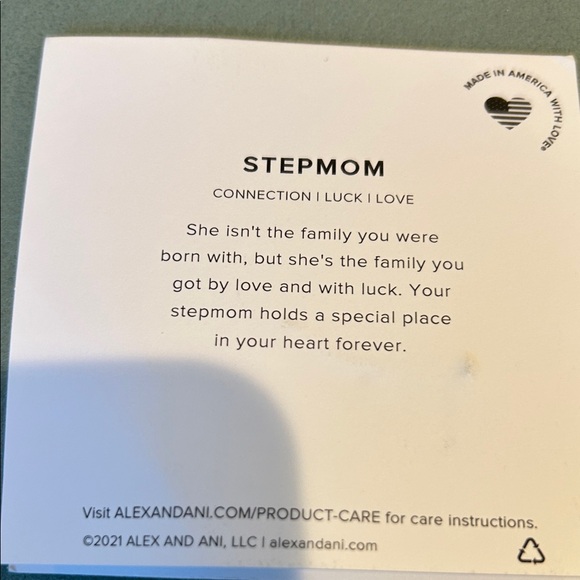 MADE IN AMERICA WITH LOVE®
STEPMOM
CONNECTION | LUCK | LOVE
She isn't the family you were
born with, but she's the family you
got by love and with luck. Your
stepmom holds a special place
in your heart forever.
Visit ALEXANDANI.COM/PRODUCT-CARE for care instructions.
©2021 ALEX AND ANI, LLC | alexandani.com